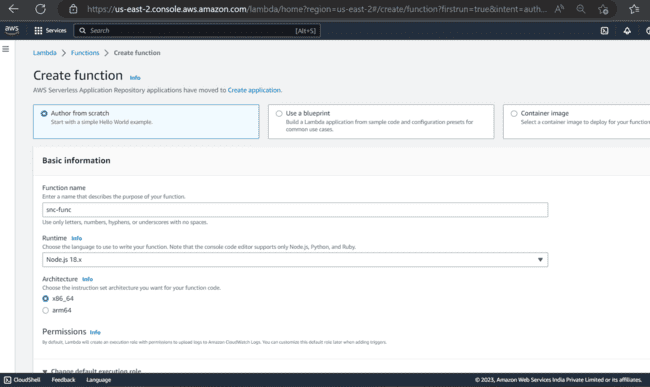 https://us-east-2.console.aws.amazon.com/lambda/home?region=us-east-2#/create/function?firstrun=true&intent=auth...
aws Services Search [Alt+S]
Lambda > Functions > Create function
Create function Info
AWS Serverless Application Repository applications have moved to Create application.
Author from scratch
Start with a simple Hello World example.
Use a blueprint
Build a Lambda application from sample code and configuration presets for
common use cases.
Container image
Select a container image to deploy for your function
Basic information
Function name
Enter a name that describes the purpose of your function.
snc-func
Use only letters, numbers, hyphens, or underscores with no spaces.
Runtime Info
Choose the language to use to write your function. Note that the console code editor supports only Node.js, Python, and Ruby.
Node.js 18.x
Architecture Info
Choose the instruction set architecture you want for your function code.
x86_64
arm64
Permissions Info
By default, Lambda will create an execution role with permissions to upload logs to Amazon CloudWatch Logs. You can customize this default role later when adding triggers.
Change default execution role
CloudShell Feedback Language © 2023, Amazon Web Services India Private Limited or its affiliates.